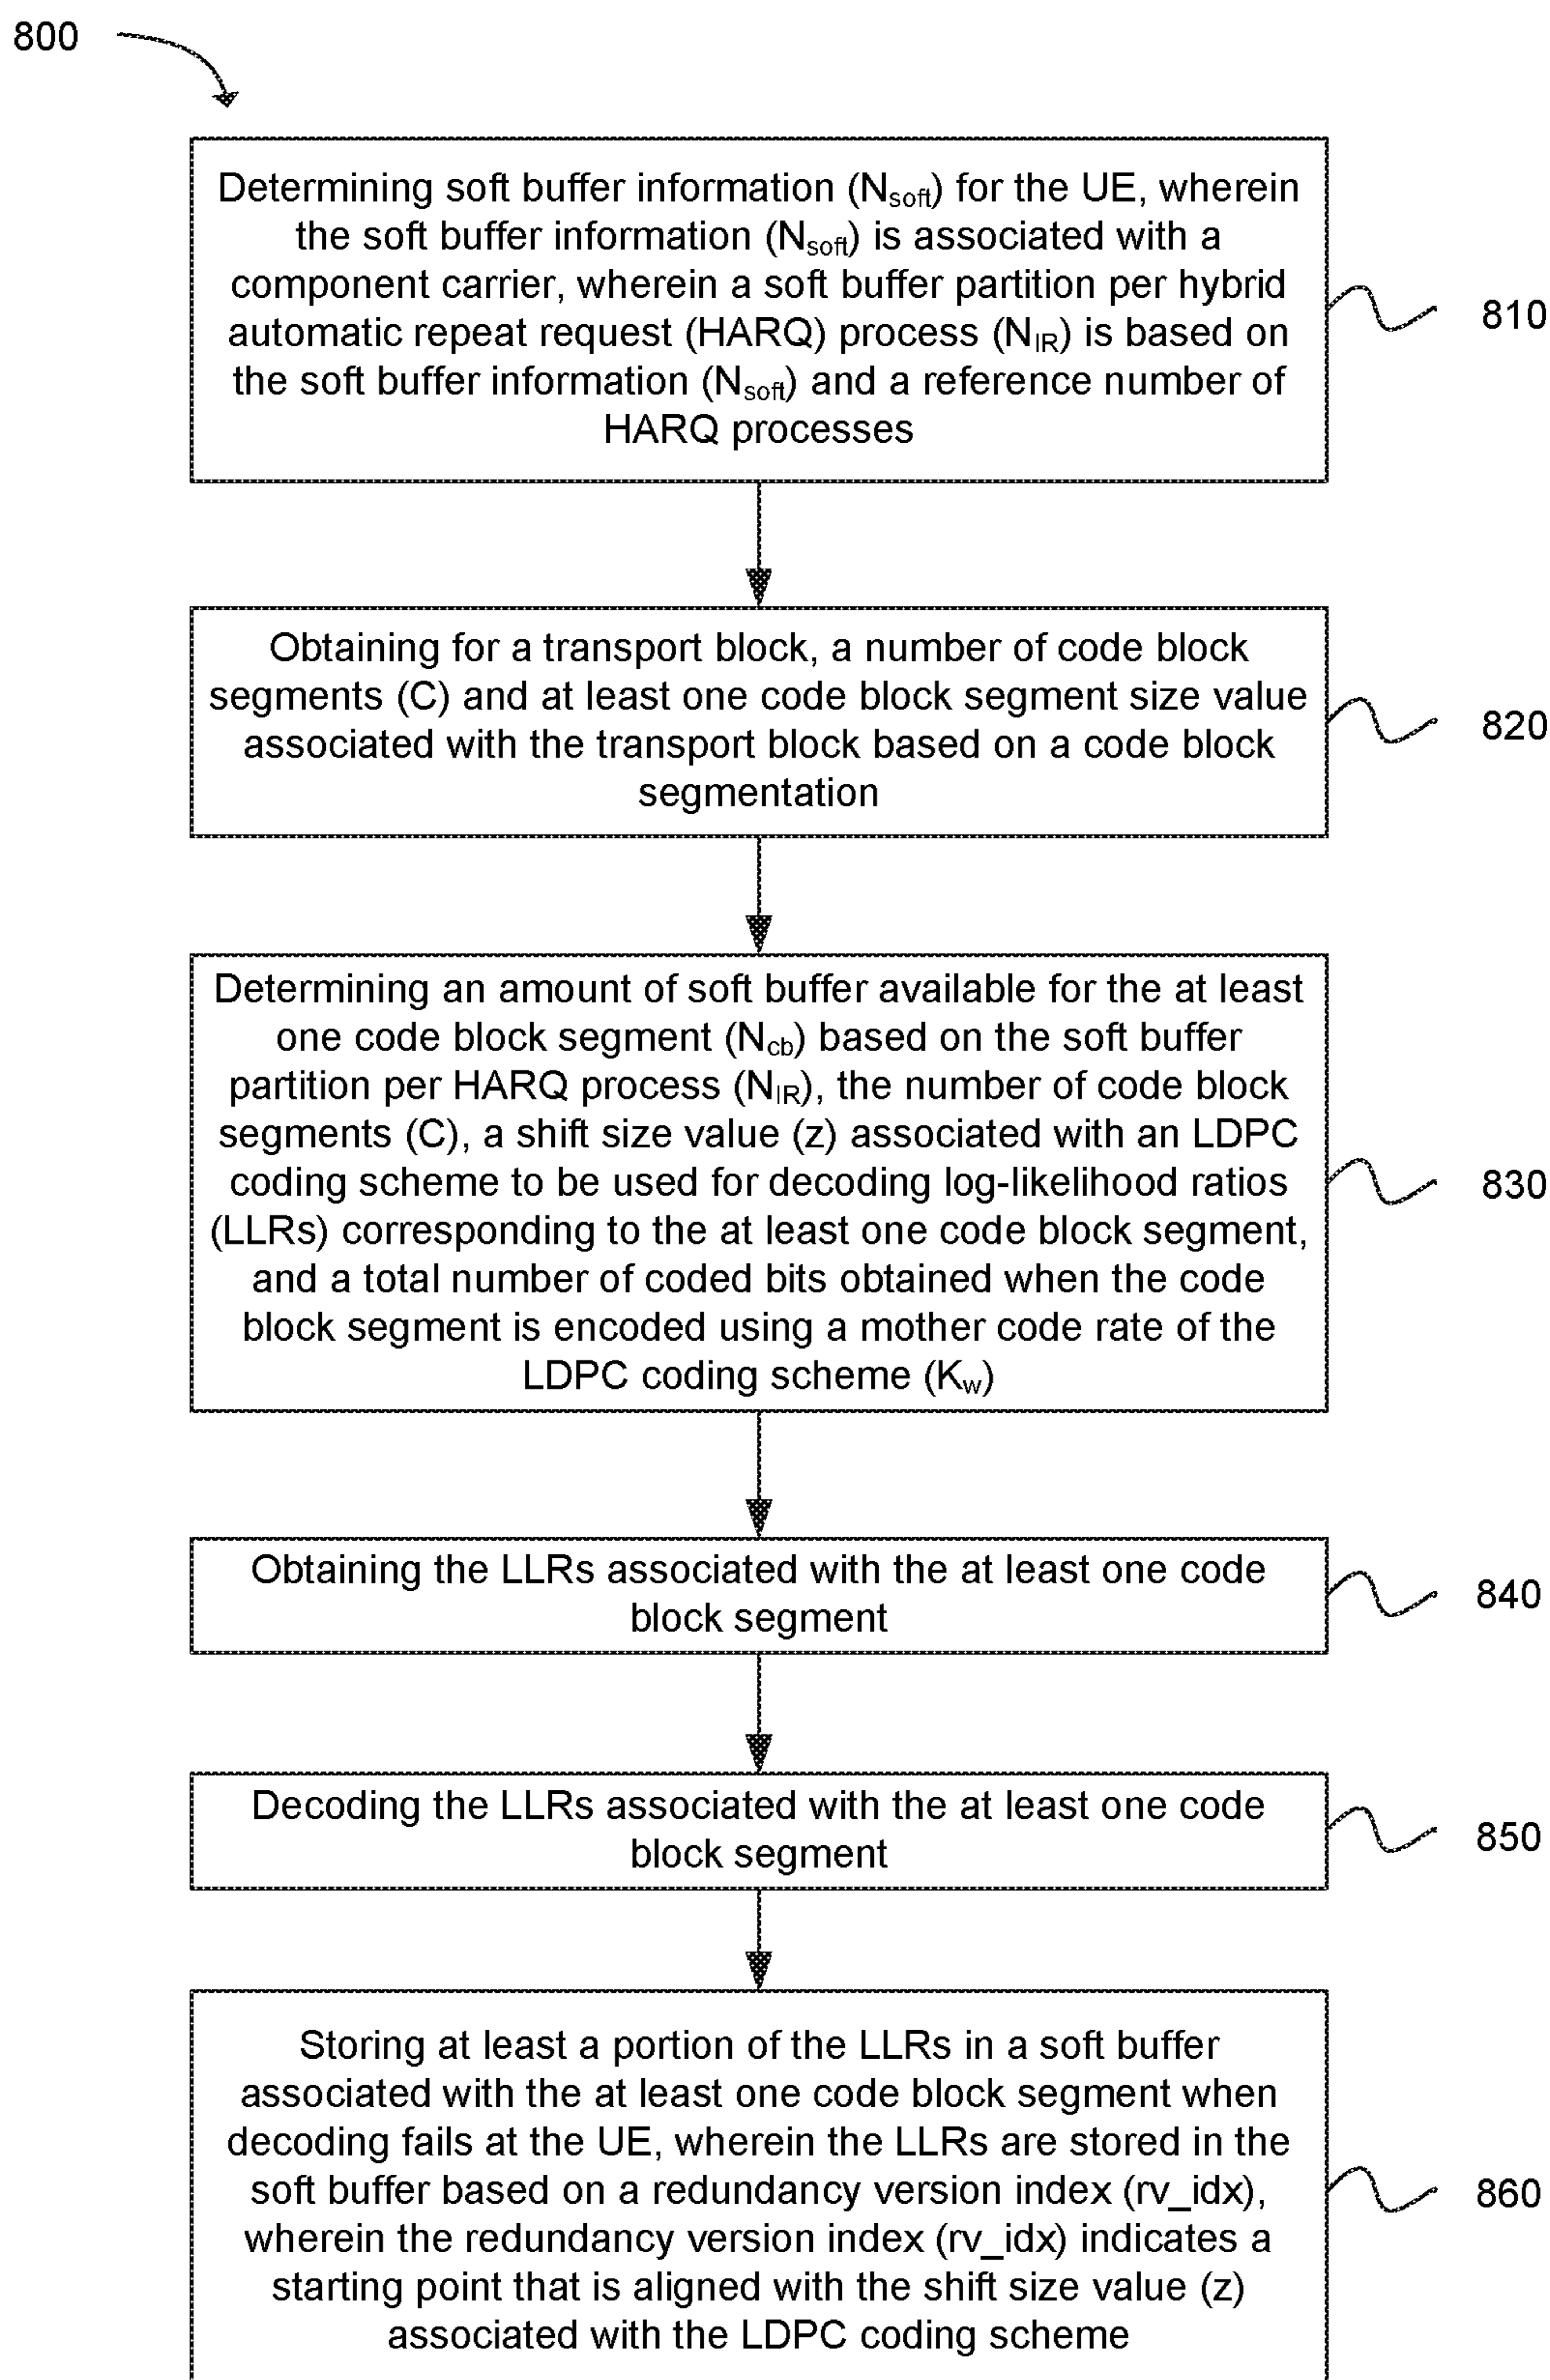 800
Determining soft buffer information (Nsoft) for the UE, wherein
the soft buffer information (Nsoft) is associated with a
component carrier, wherein a soft buffer partition per hybrid
automatic repeat request (HARQ) process (NIR) is based on
the soft buffer information (Nsoft) and a reference number of
HARQ processes
810
Obtaining for a transport block, a number of code block
segments (C) and at least one code block segment size value
associated with the transport block based on a code block
segmentation
820
Determining an amount of soft buffer available for the at least
one code block segment (Ncb) based on the soft buffer
partition per HARQ process (NIR), the number of code block
segments (C), a shift size value (z) associated with an LDPC
coding scheme to be used for decoding log-likelihood ratios
(LLRs) corresponding to the at least one code block segment,
and a total number of coded bits obtained when the code
block segment is encoded using a mother code rate of the
LDPC coding scheme (Kw)
830
Obtaining the LLRs associated with the at least one code
block segment
840
Decoding the LLRs associated with the at least one code
block segment
850
Storing at least a portion of the LLRs in a soft buffer
associated with the at least one code block segment when
decoding fails at the UE, wherein the LLRs are stored in the
soft buffer based on a redundancy version index (rv_idx),
wherein the redundancy version index (rv_idx) indicates a
starting point that is aligned with the shift size value (z)
associated with the LDPC coding scheme
860